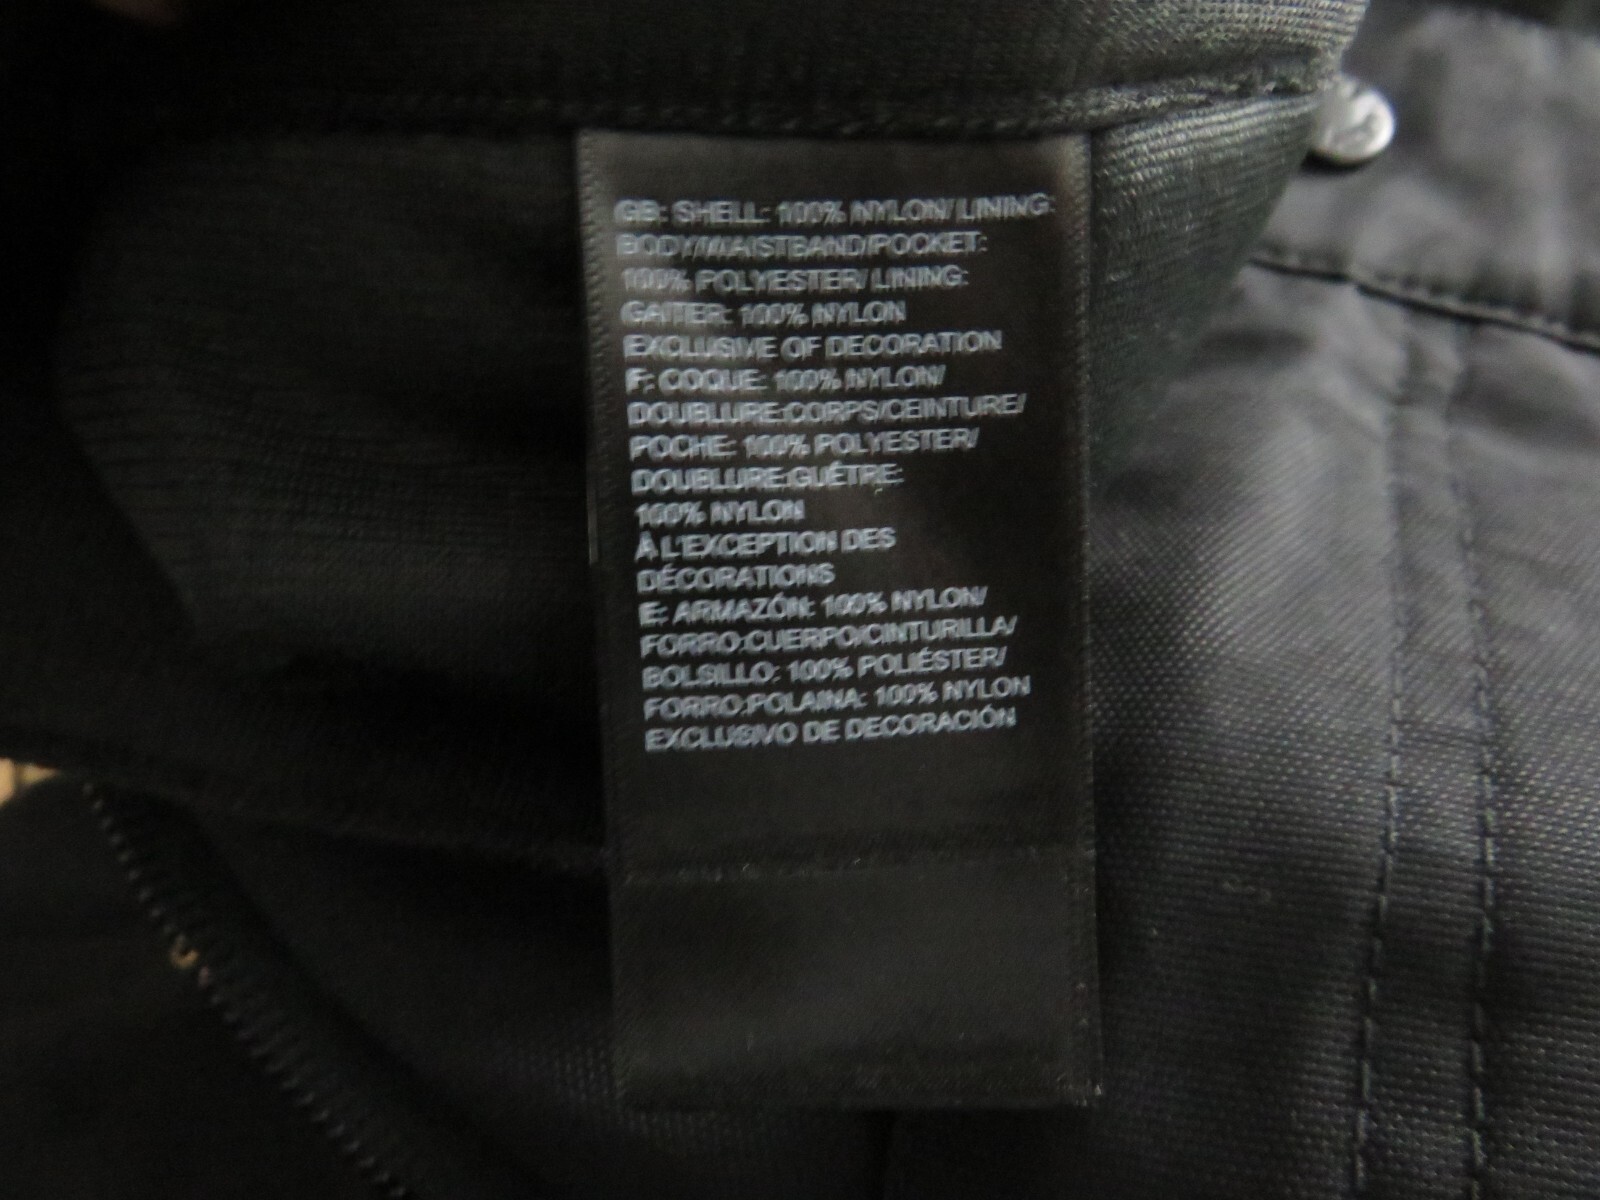 GB: SHELL: 100% NYLON/ LINING:
BODY/WAISTBAND/POCKET:
100% POLYESTER/ LINING:
GAITER: 100% NYLON
EXCLUSIVE OF DECORATION
F: COQUE: 100% NYLON/
DOUBLURE:CORPS/CEINTURE/
POCHE: 100% POLYESTER/
DOUBLURE:GUÊTRE:
100% NYLON
À L'EXCEPTION DES
DÉCORATIONS
E: ARMAZÓN: 100% NYLON/
FORRO:CUERPO/CINTURILLA/
BOLSILLO: 100% POLIÉSTER/
FORRO:POLAINA: 100% NYLON
EXCLUSIVO DE DECORACIÓN